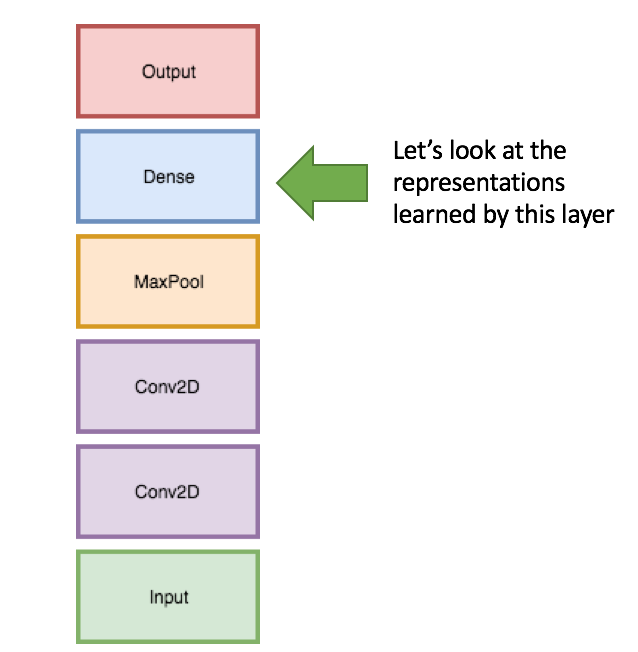 Output
Dense
Let’s look at the
representations
learned by this layer
MaxPool
Conv2D
Conv2D
Input